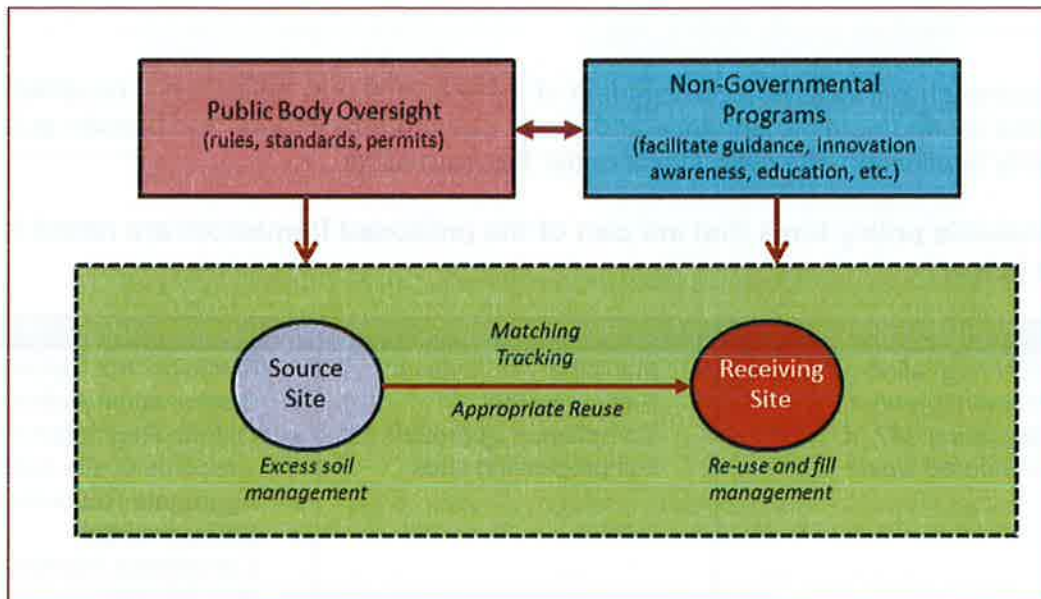 Public Body Oversight
(rules, standards, permits)
Non-Governmental
Programs
(facilitate guidance, innovation
awareness, education, etc.)
Source
Site
Matching
Tracking
Appropriate Reuse
Receiving
Site
Excess soil
management
Re-use and fill
management